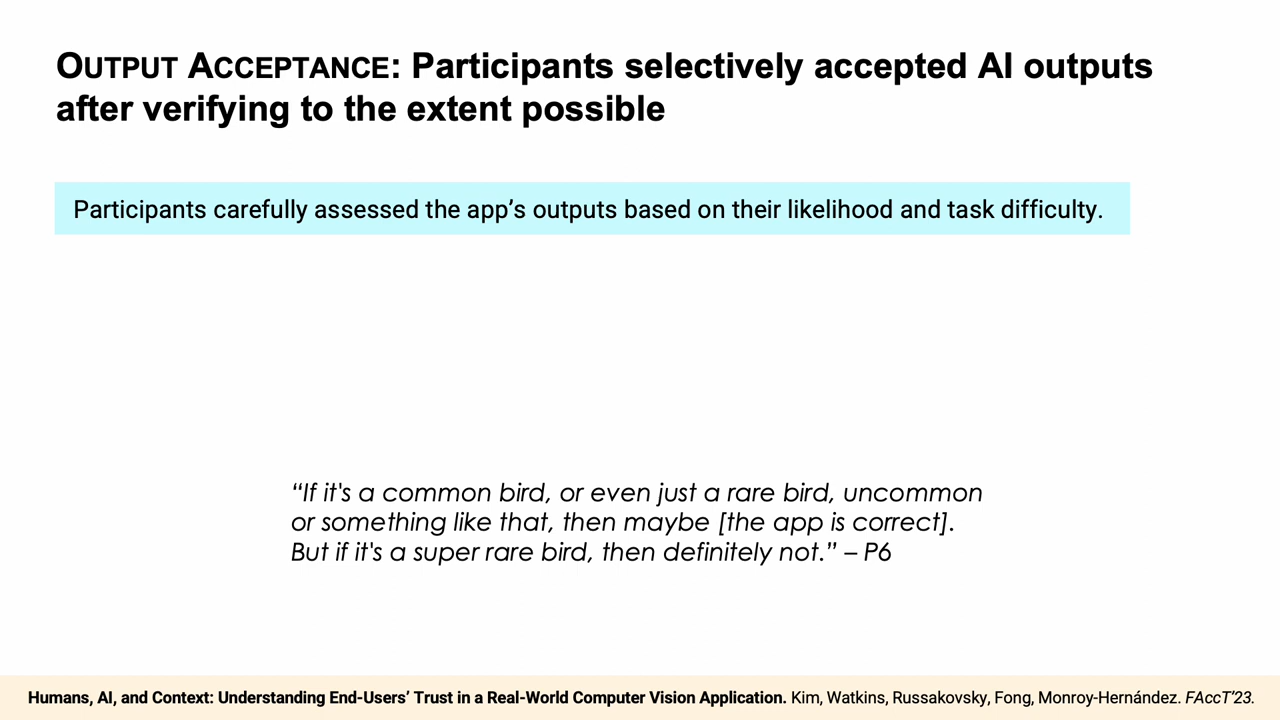 OUTPUT ACCEPTANCE: Participants selectively accepted AI outputs
after verifying to the extent possible
Participants carefully assessed the app’s outputs based on their likelihood and task difficulty.
“If it's a common bird, or even just a rare bird, uncommon
or something like that, then maybe [the app is correct].
But if it's a super rare bird, then definitely not.” – P6
Humans, AI, and Context: Understanding End-Users’ Trust in a Real-World Computer Vision Application. Kim, Watkins, Russakovsky, Fong, Monroy-Hernández. FAccT’23.